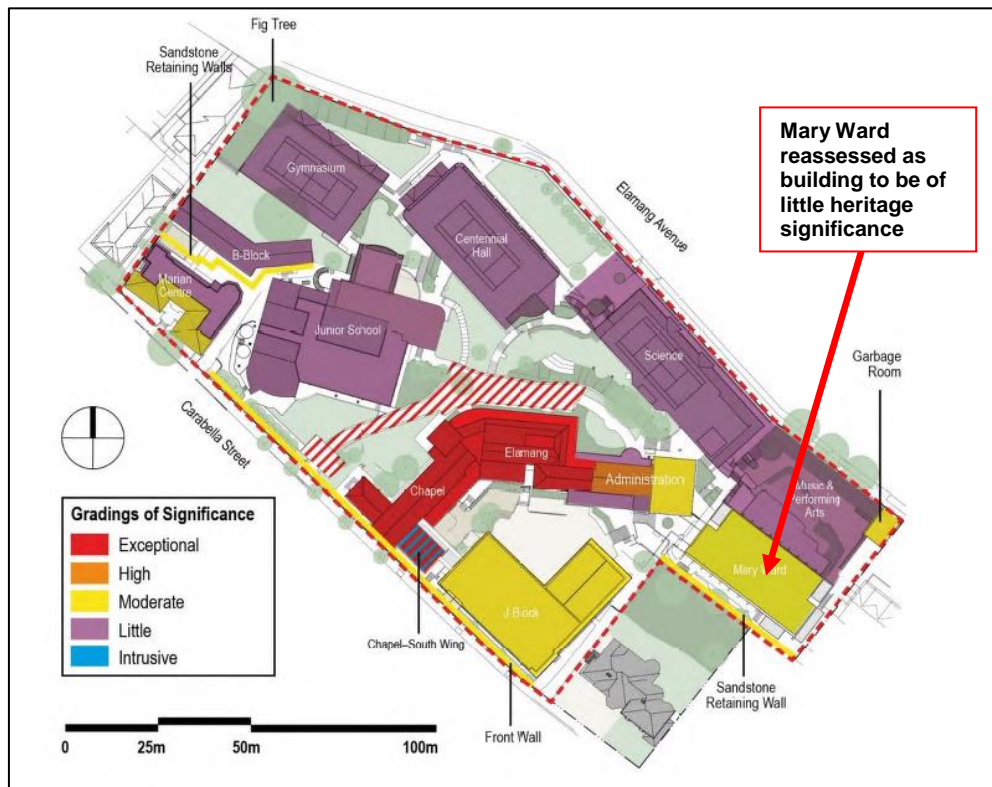 Fig Tree
Sandstone
Retaining Walls
Mary Ward
reassessed as
building to be of
little heritage
significance
Gymnasium
Elamang Avenue
Centennial
Hall
B-Block
Marian
Centre
Junior School
Science
Garbage
Room
Carabella Street
Elamang
Administration
Chapel
Music &
Performing
Arts
Mary Ward
J-Block
Gradings of Significance
Exceptional
High
Moderate
Little
Intrusive
Chapel–South Wing
Sandstone
Retaining Wall
Front Wall
0 25m 50m 100m